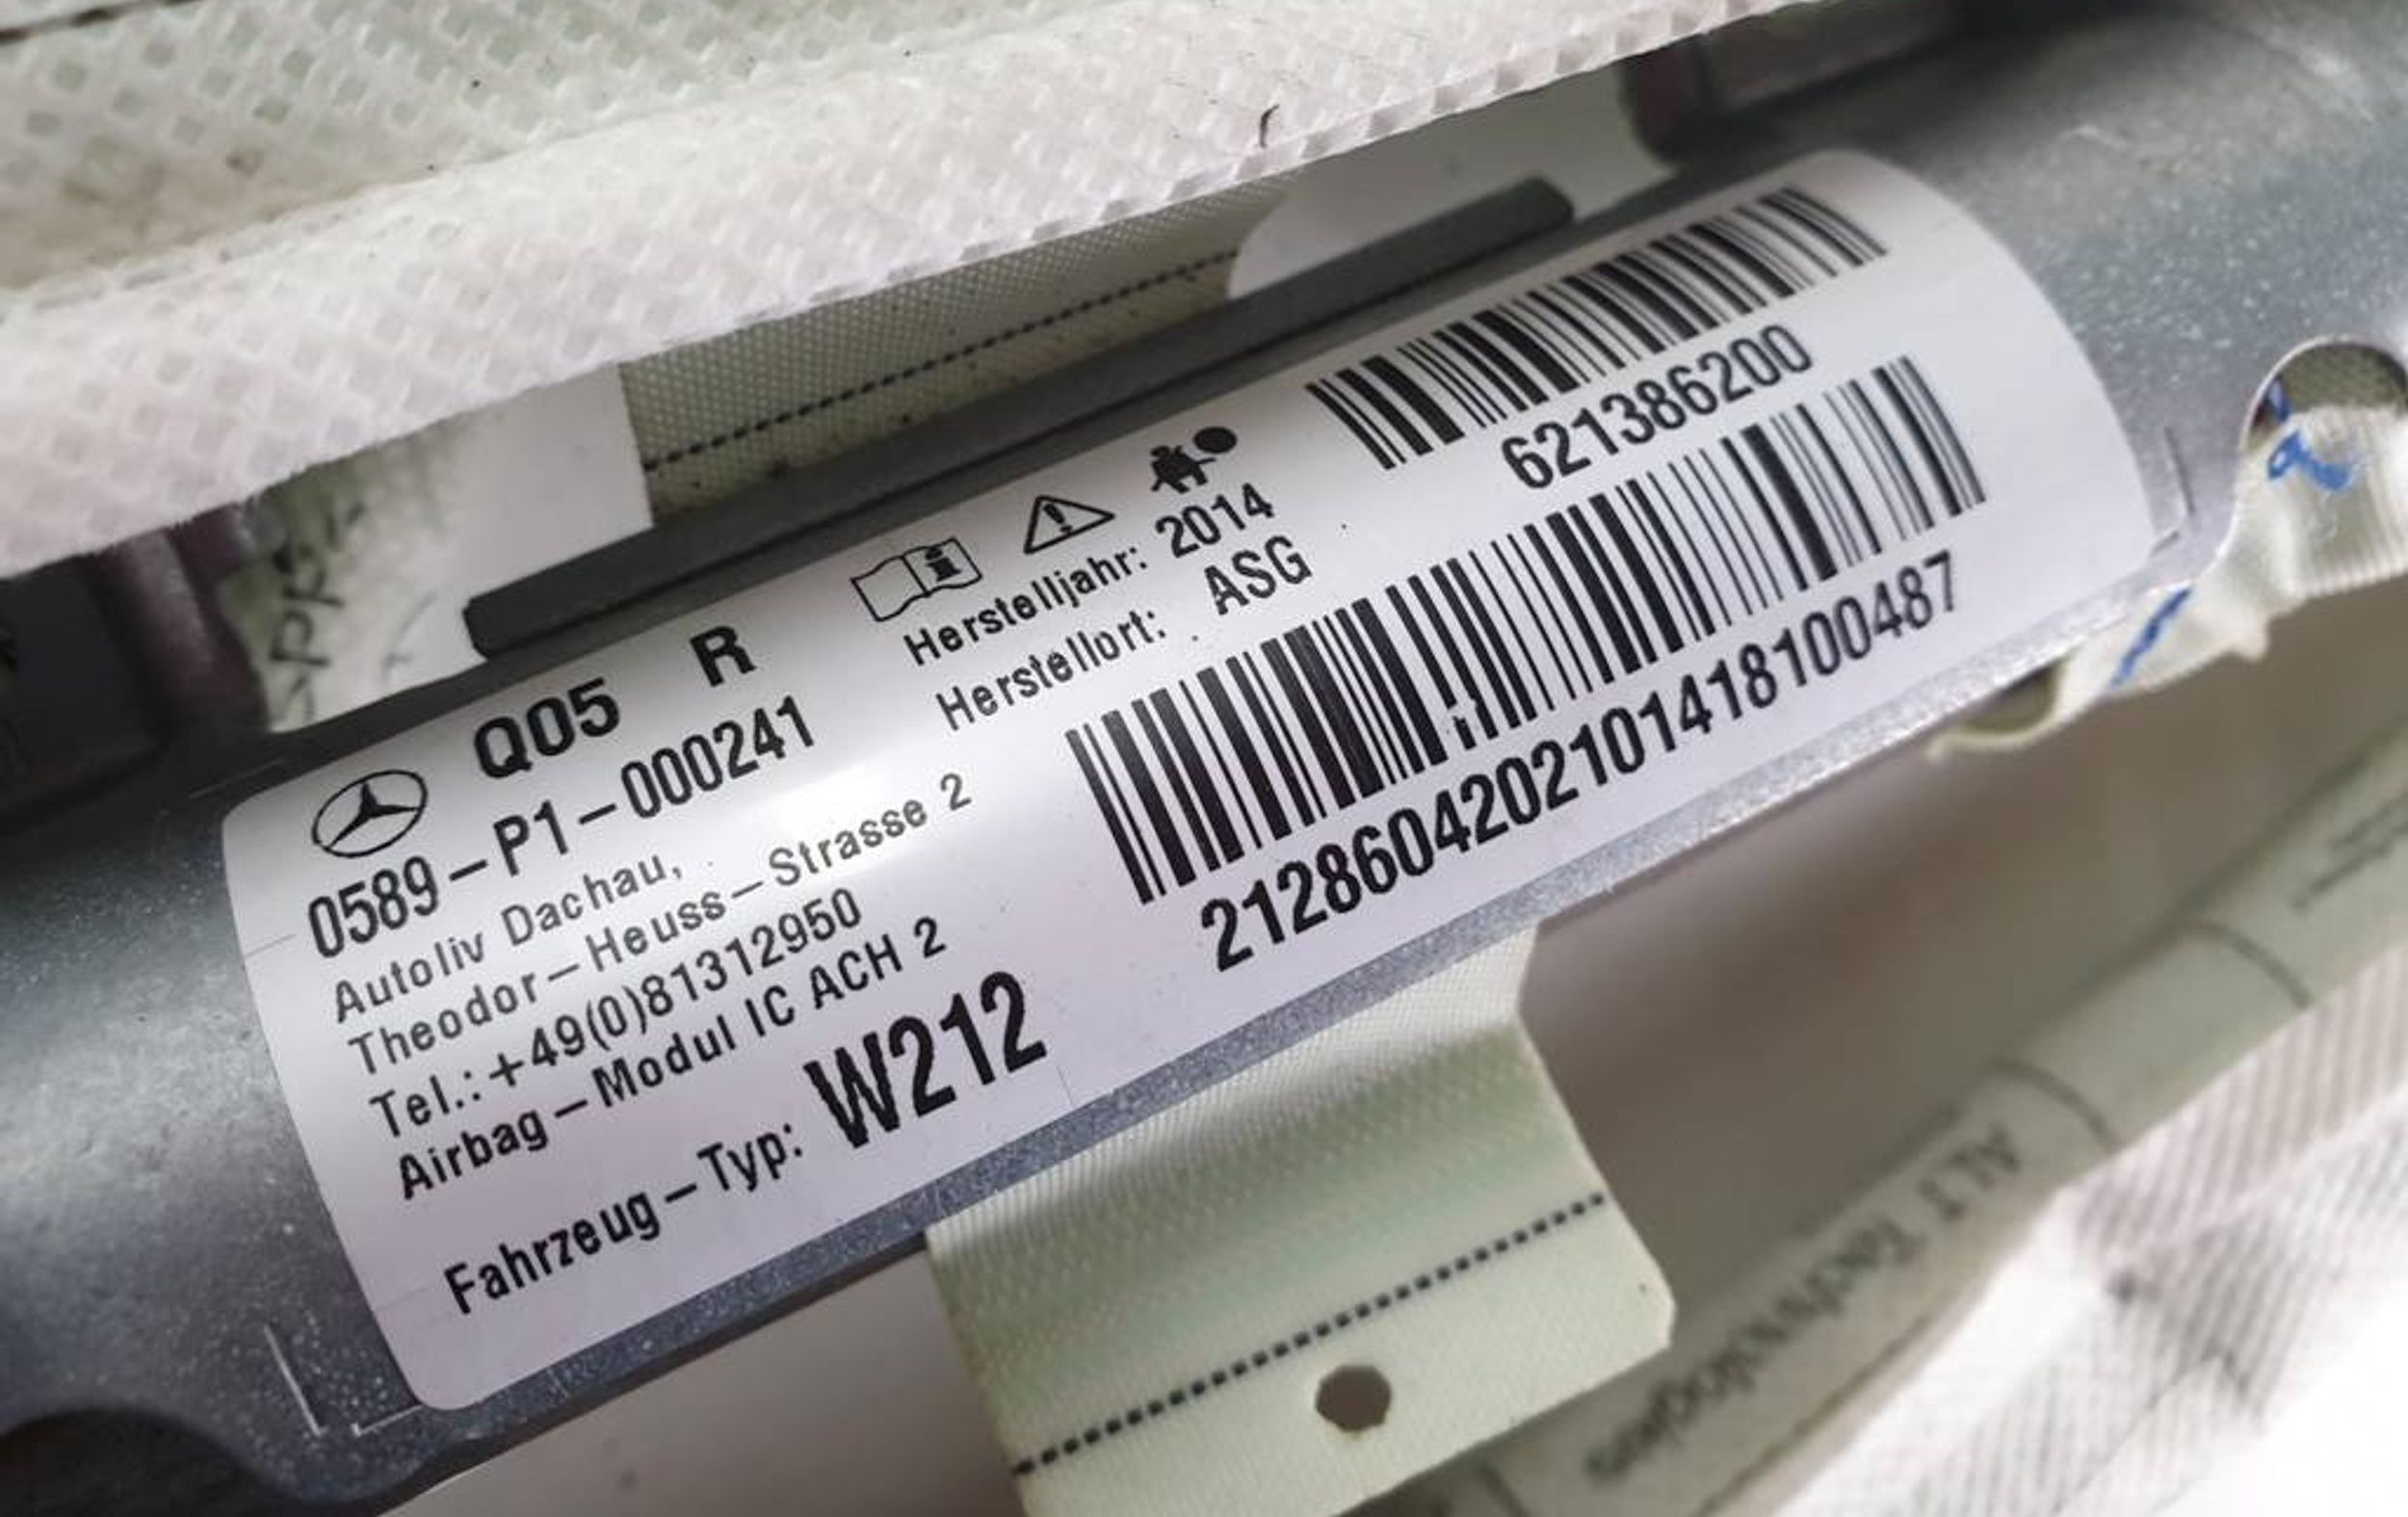 Q05 R
0589-P1-000241
Autoliv Dachau,
Theodor-Heuss-Strasse 2
Tel.:+49(0)81312950
Airbag-Modul IC ACH 2
Fahrzeug-Typ: W212
Herstelljahr: 2014
Herstellort: ASG
621386200
2128604202101418100487